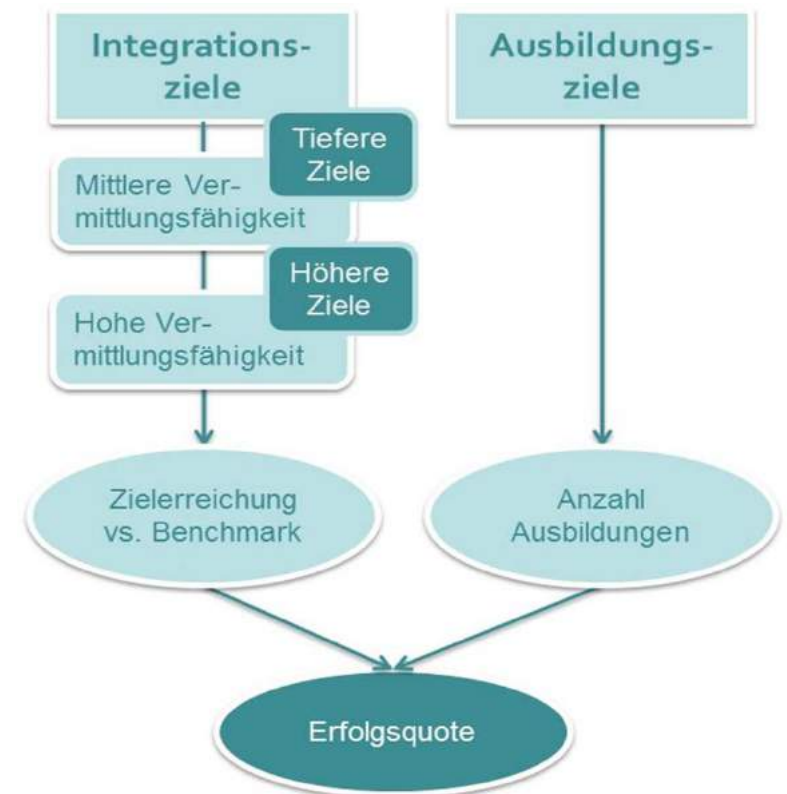 Integrations-
ziele
Ausbildungs-
ziele
Tiefere
Ziele
Mittlere Ver-
mittlungsfähigkeit
Höhere
Ziele
Hohe Ver-
mittlungsfähigkeit
Zielerreichung
vs. Benchmark
Anzahl
Ausbildungen
Erfolgsquote